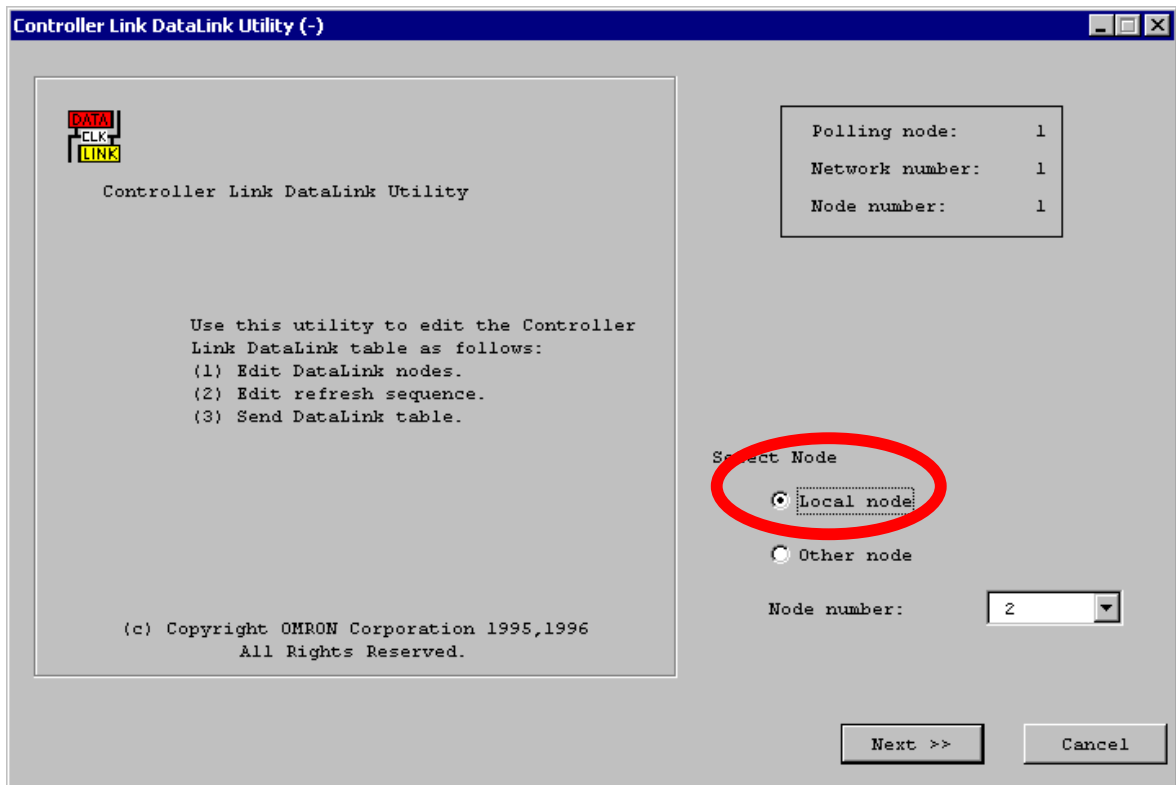 Controller Link DataLink Utility (-)
DATA
CLK
LINK
Controller Link DataLink Utility
Use this utility to edit the Controller
Link DataLink table as follows:
(1) Edit DataLink nodes.
(2) Edit refresh sequence.
(3) Send DataLink table.
(c) Copyright OMRON Corporation 1995,1996
All Rights Reserved.
Polling node: 1
Network number: 1
Node number: 1
Select Node
Local node
Other node
Node number: 2
Next >>
Cancel